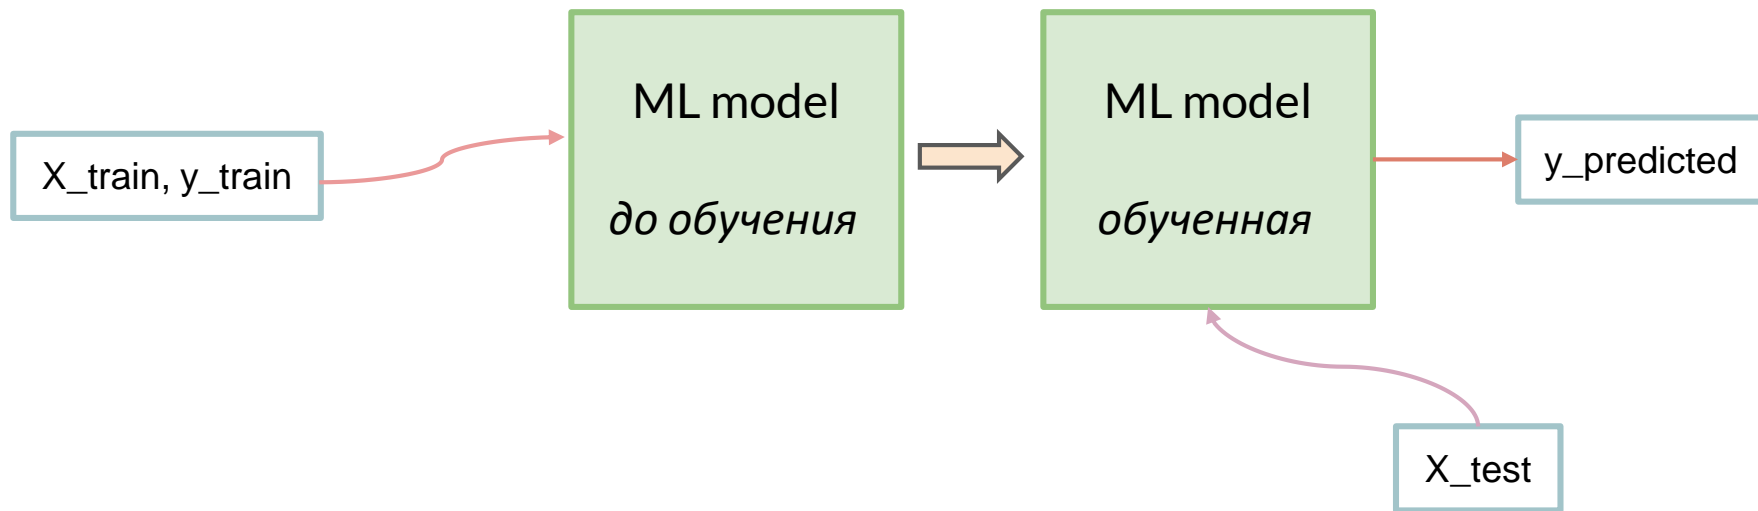 X_train, y_train
ML model
до обучения
ML model
обученная
y_predicted
X_test